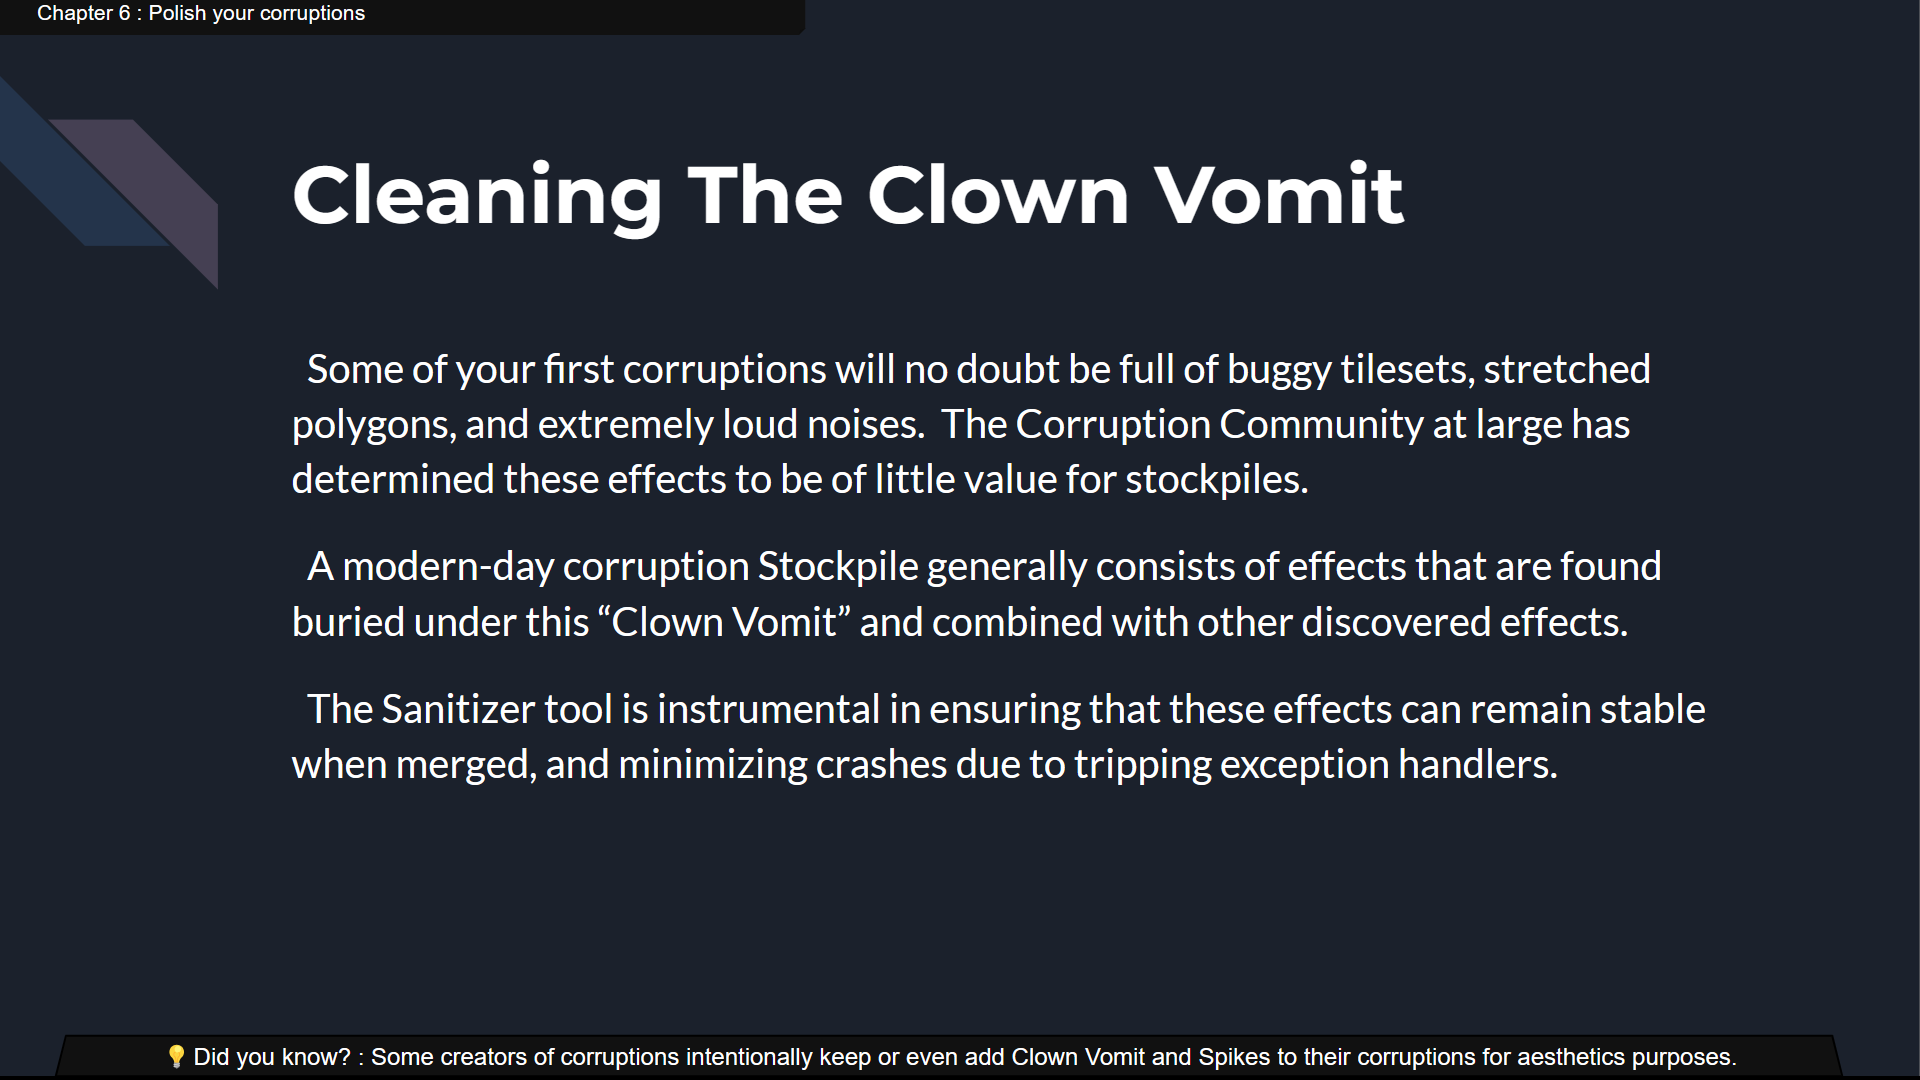 Chapter 6 : Polish your corruptions
Cleaning The Clown Vomit
Some of your first corruptions will no doubt be full of buggy tilesets, stretched
polygons, and extremely loud noises. The Corruption Community at large has
determined these effects to be of little value for stockpiles.
A modern-day corruption Stockpile generally consists of effects that are found
buried under this “Clown Vomit” and combined with other discovered effects.
The Sanitizer tool is instrumental in ensuring that these effects can remain stable
when merged, and minimizing crashes due to tripping exception handlers.
💡 Did you know? : Some creators of corruptions intentionally keep or even add Clown Vomit and Spikes to their corruptions for aesthetics purposes.